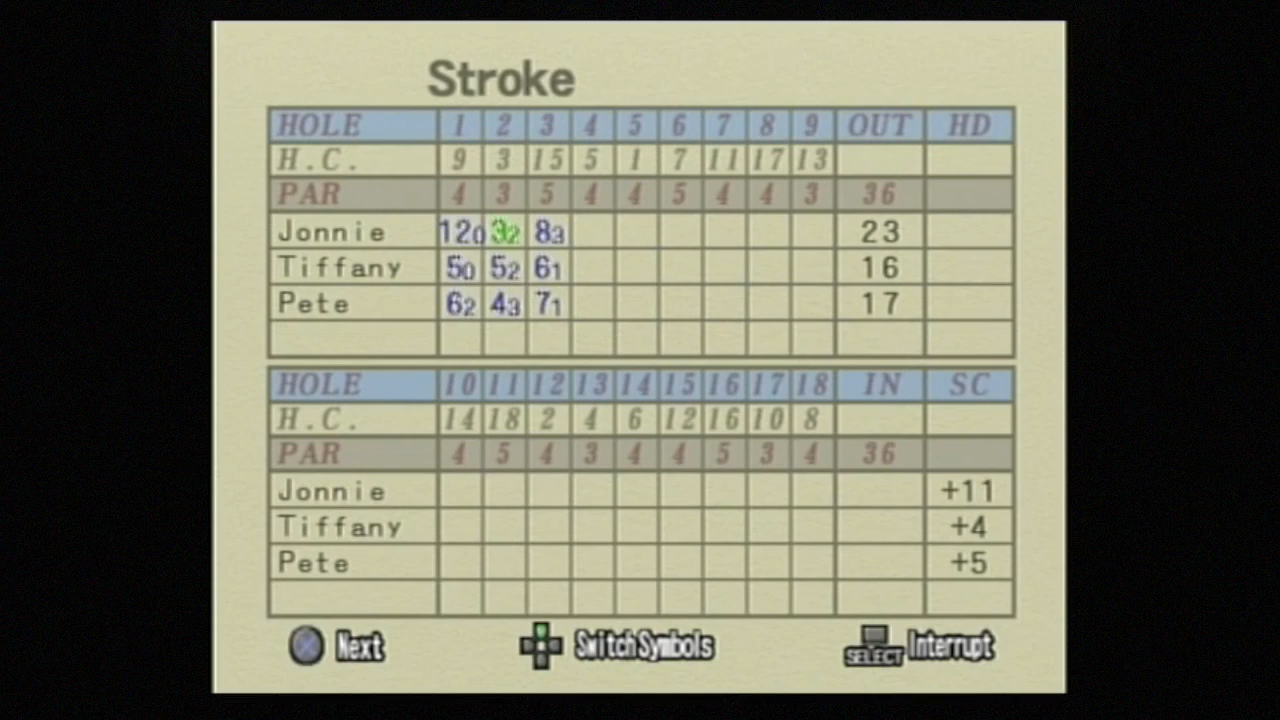 Stroke
HOLE 1 2 3 4 5 6 7 8 9 OUT HD
H.C. 9 3 15 5 1 7 11 17 13
PAR 4 3 5 4 4 5 4 4 3 36
Jonnie 120 32 83 23
Tiffany 50 52 61 16
Pete 62 43 71 17
HOLE 10 11 12 13 14 15 16 17 18 IN SC
H.C. 14 18 2 4 6 12 16 10 8
PAR 4 5 4 3 4 4 5 3 4 36
Jonnie +11
Tiffany +4
Pete +5
Next Switch Symbols SELECT Interrupt